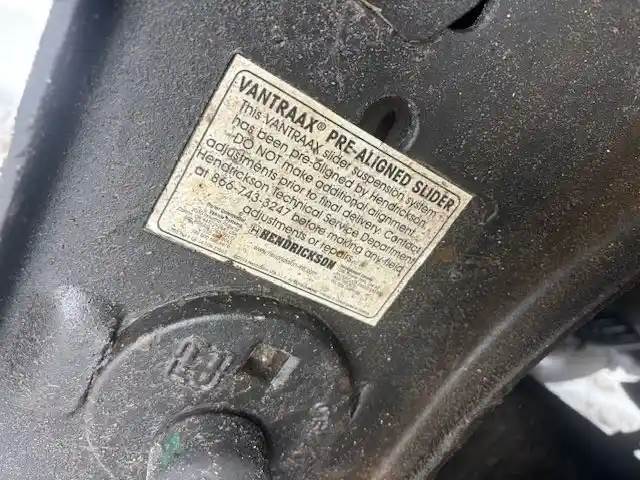 VANTRAAX® PRE-ALIGNED SLIDER
This VANTRAAX slider suspension system
has been pre-aligned by Hendrickson.
DO NOT make additional alignment
adjustments prior to final delivery. Contact
Hendrickson Technical Service Department
at 866-743-3247 before making any field
adjustments or repairs.
HENDRICKSON